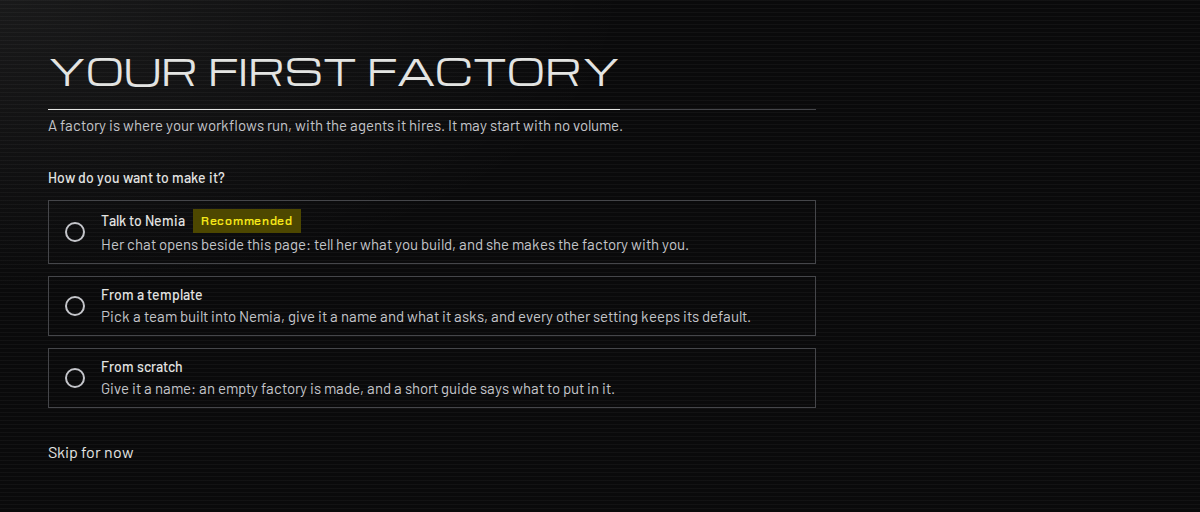 YOUR FIRST FACTORY
A factory is where your workflows run, with the agents it hires. It may start with no volume.
How do you want to make it?
Talk to Nemia Recommended
Her chat opens beside this page: tell her what you build, and she makes the factory with you.
From a template
Pick a team built into Nemia, give it a name and what it asks, and every other setting keeps its default.
From scratch
Give it a name: an empty factory is made, and a short guide says what to put in it.
Skip for now